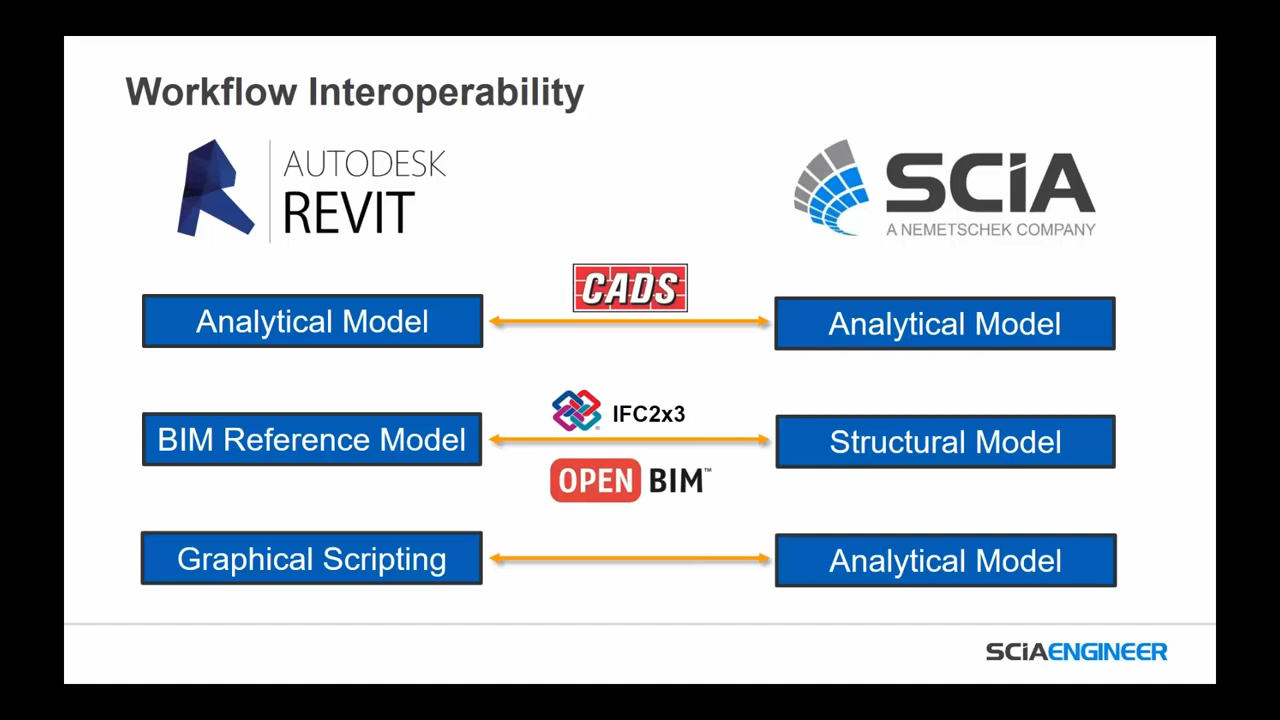 Workflow Interoperability
AUTODESK
REVIT
SCiA
A NEMETSCHEK COMPANY
CADS
Analytical Model
Analytical Model
IFC2x3
BIM Reference Model
Structural Model
OPEN BIM™
Graphical Scripting
Analytical Model
SCiAENGINEER